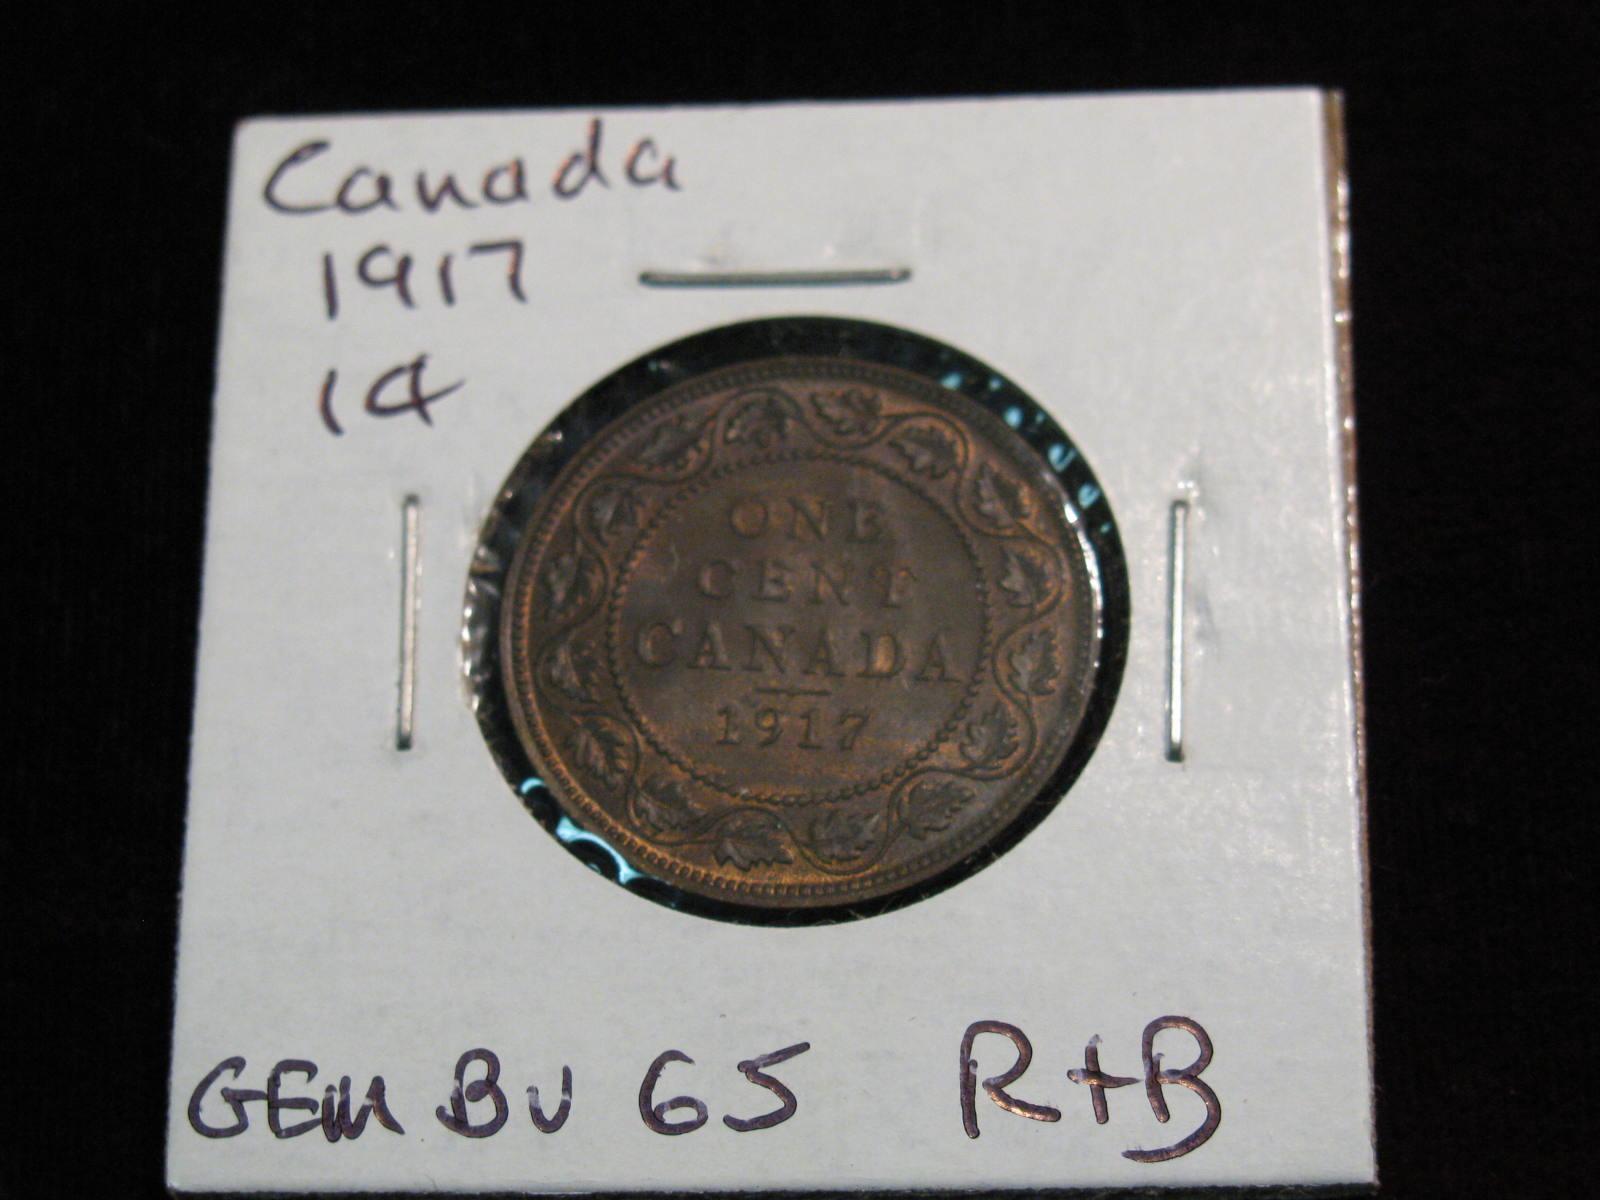 Canada
1917
1¢
ONE
CENT
CANADA
1917
GEM BU 65 R+B